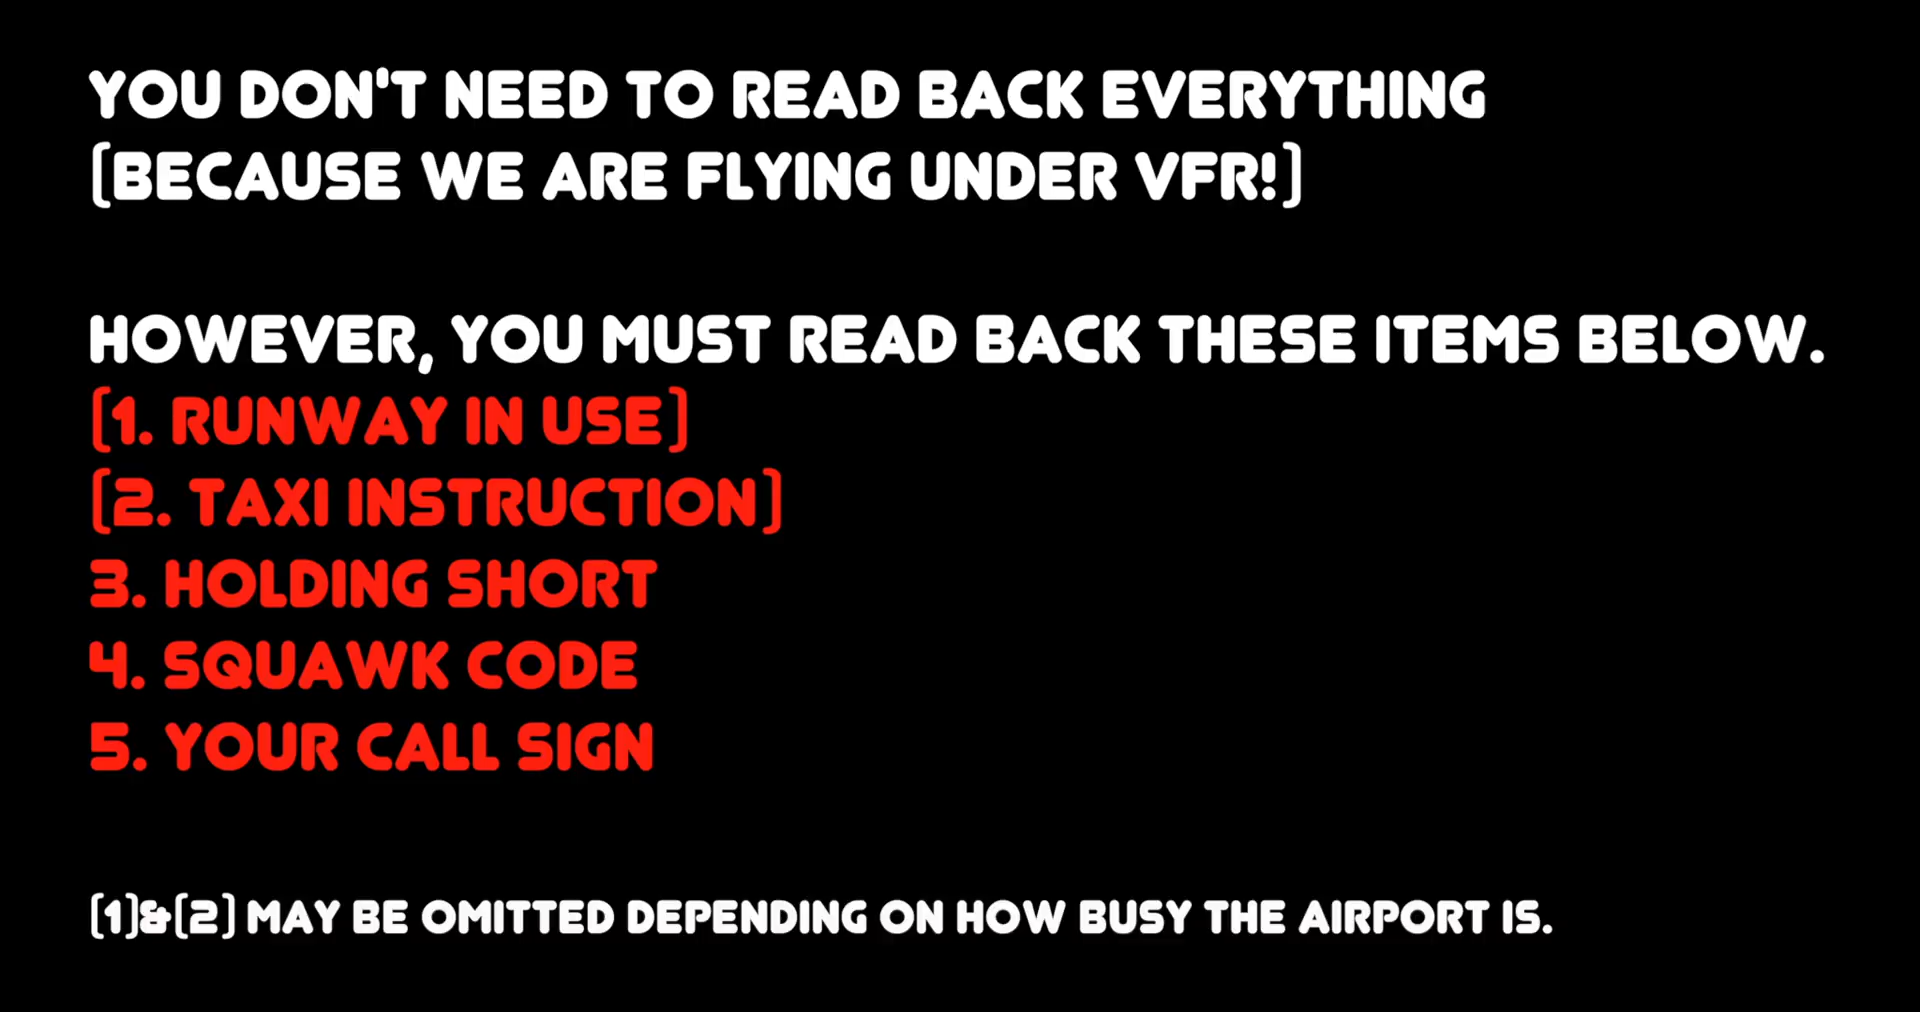 YOU DON'T NEED TO READ BACK EVERYTHING
(BECAUSE WE ARE FLYING UNDER VFR!)
HOWEVER, YOU MUST READ BACK THESE ITEMS BELOW.
(1. RUNWAY IN USE)
(2. TAXI INSTRUCTION)
3. HOLDING SHORT
4. SQUAWK CODE
5. YOUR CALL SIGN
(1)&(2) MAY BE OMITTED DEPENDING ON HOW BUSY THE AIRPORT IS.